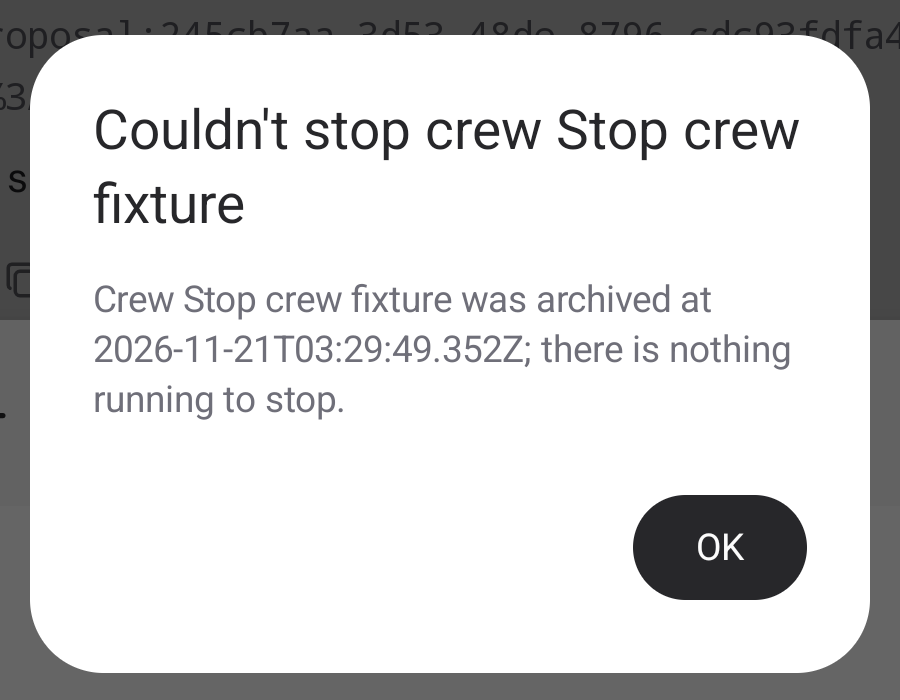 Couldn't stop crew Stop crew
fixture
Crew Stop crew fixture was archived at
2026-11-21T03:29:49.352Z; there is nothing
running to stop.
OK